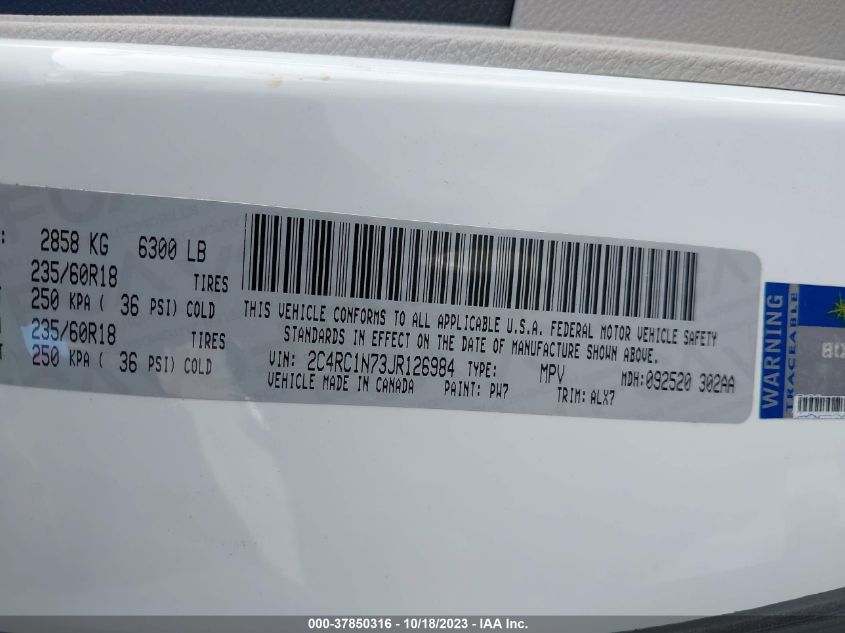 2858 KG 6300 LB
235/60R18 TIRES
250 KPA ( 36 PSI) COLD
235/60R18 TIRES
250 KPA ( 36 PSI) COLD
THIS VEHICLE CONFORMS TO ALL APPLICABLE U.S.A. FEDERAL MOTOR VEHICLE SAFETY
STANDARDS IN EFFECT ON THE DATE OF MANUFACTURE SHOWN ABOVE.
VIN: 2C4RC1N73JR126984 TYPE: MPV MDH:092520 302AA
VEHICLE MADE IN CANADA PAINT: PW7 TRIM: ALX7
WARNING
TRACEABLE
000-37850316 - 10/18/2023 - IAA Inc.